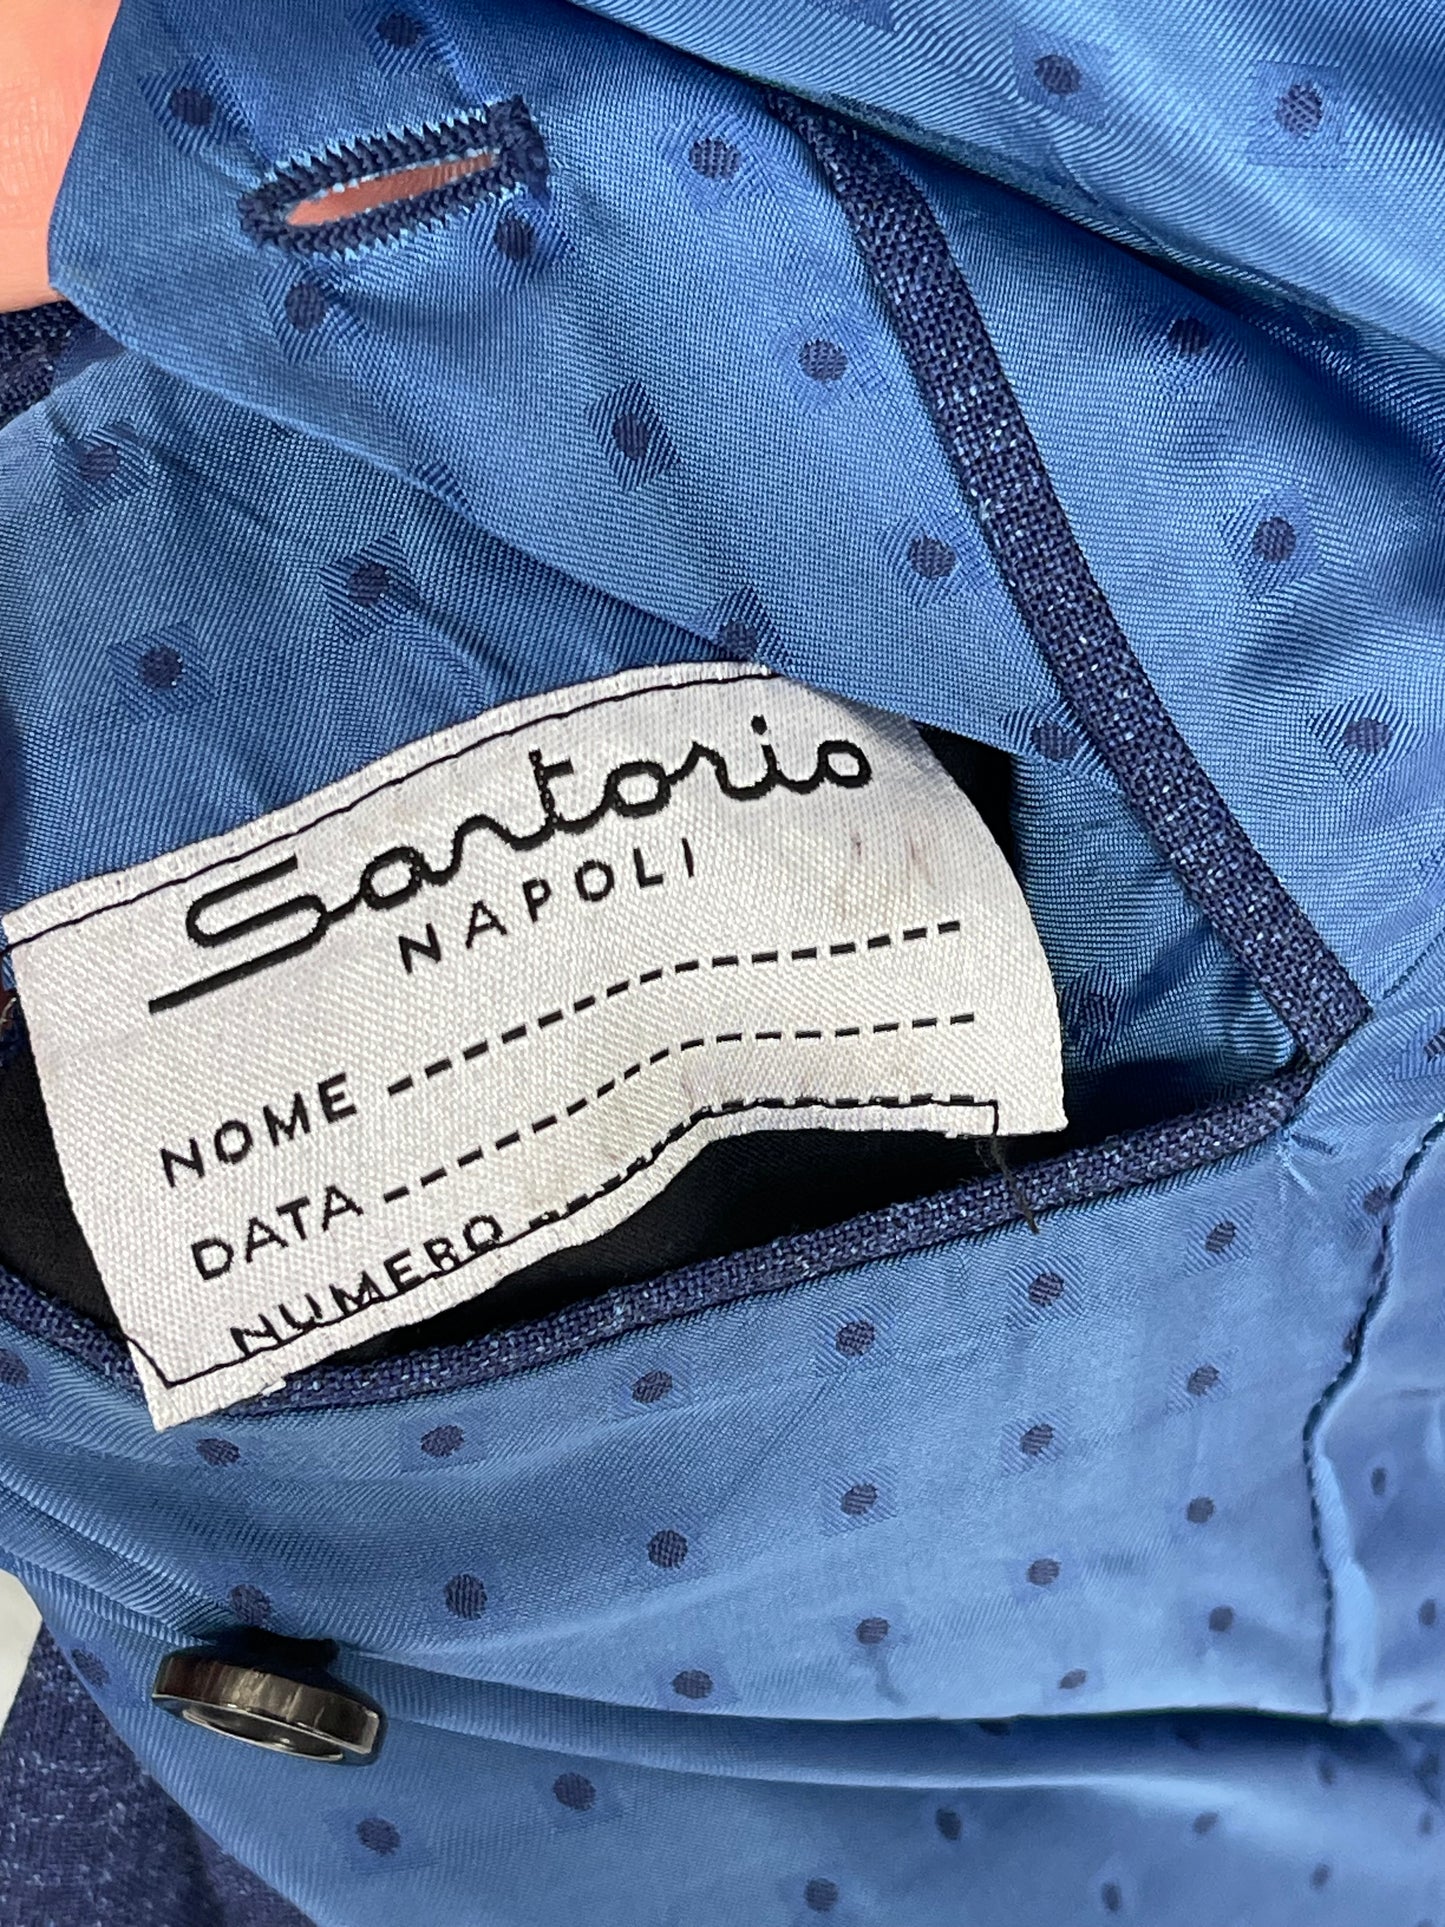 Sartorio
NAPOLI
NOME
DATA
NUMERO